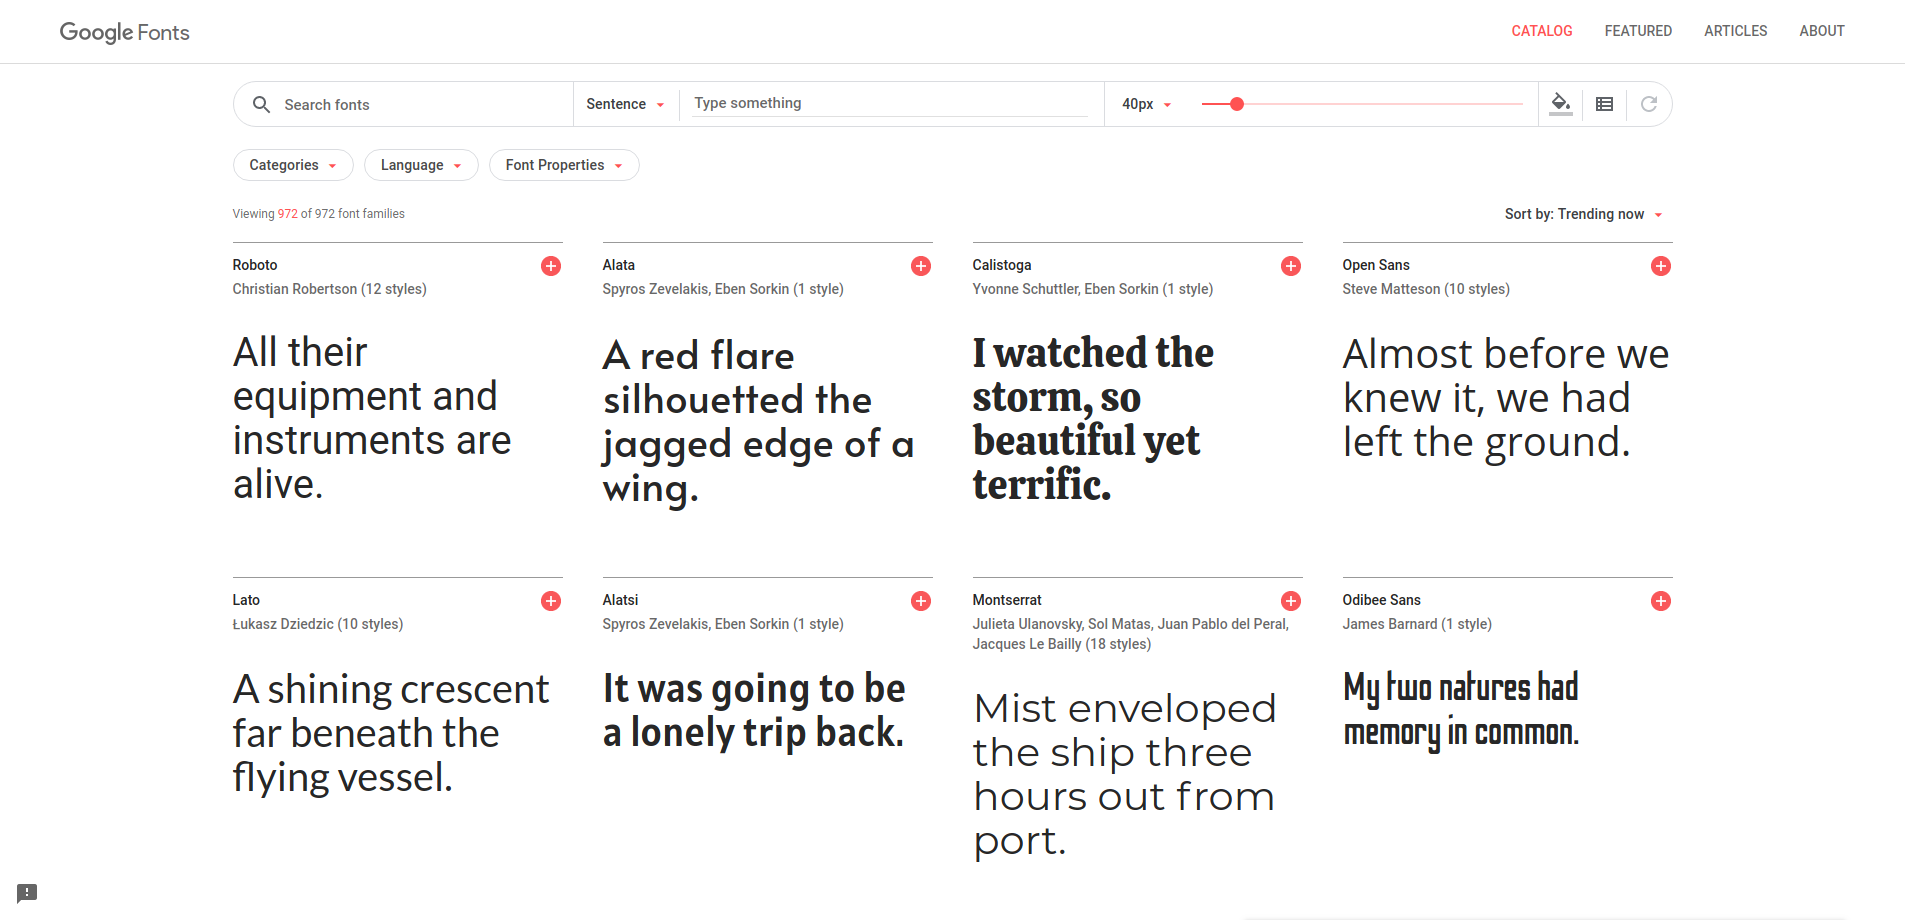 Google Fonts
CATALOG FEATURED ARTICLES ABOUT
Search fonts Sentence Type something 40px
Categories Language Font Properties
Viewing 972 of 972 font families Sort by: Trending now
Roboto
Christian Robertson (12 styles)
All their
equipment and
instruments are
alive.
Alata
Spyros Zevelakis, Eben Sorkin (1 style)
A red flare
silhouetted the
jagged edge of a
wing.
Calistoga
Yvonne Schuttler, Eben Sorkin (1 style)
I watched the
storm, so
beautiful yet
terrific.
Open Sans
Steve Matteson (10 styles)
Almost before we
knew it, we had
left the ground.
Lato
Łukasz Dziedzic (10 styles)
A shining crescent
far beneath the
flying vessel.
Alatsi
Spyros Zevelakis, Eben Sorkin (1 style)
It was going to be
a lonely trip back.
Montserrat
Julieta Ulanovsky, Sol Matas, Juan Pablo del Peral,
Jacques Le Bailly (18 styles)
Mist enveloped
the ship three
hours out from
port.
Odibee Sans
James Barnard (1 style)
My two natures had
memory in common.